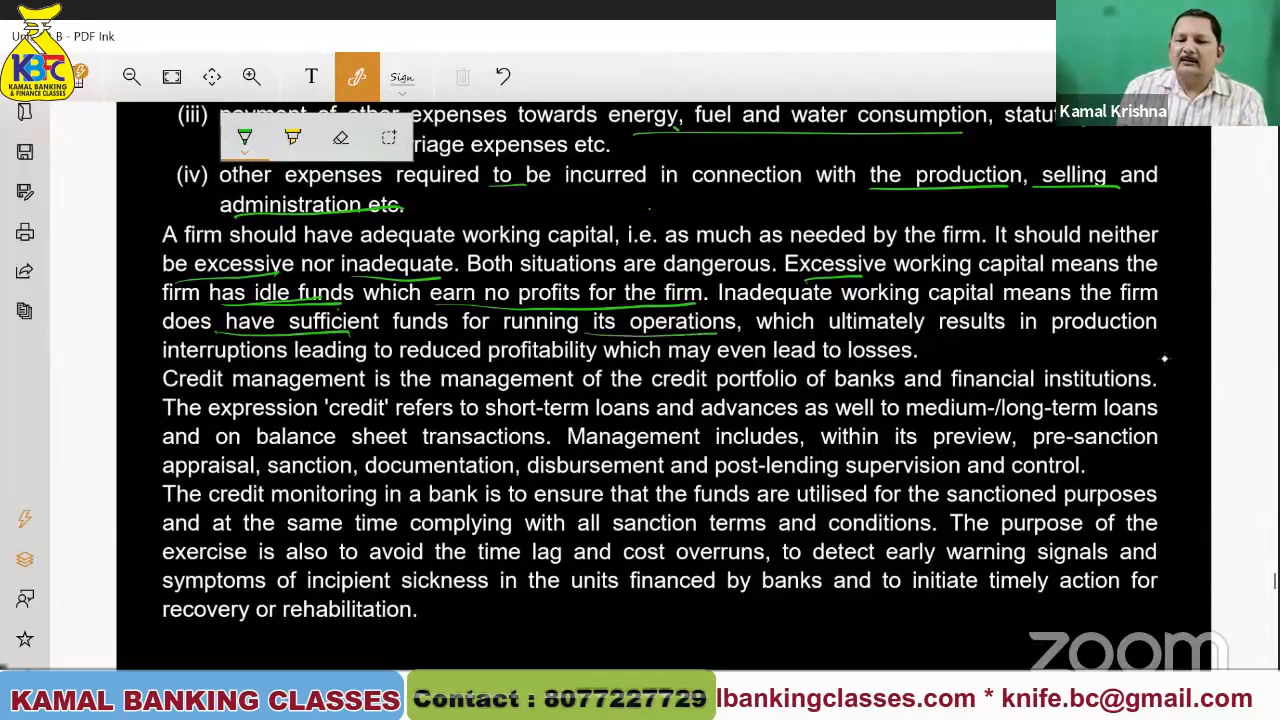 B - PDF Ink
KBFC
KAMAL BANKING
& FINANCE CLASSES
T
Sign
Kamal Krishna
(iii) payment of other expenses towards energy, fuel and water consumption,
riage expenses etc.
(iv) other expenses required to be incurred in connection with the production, selling and
administration etc.
A firm should have adequate working capital, i.e. as much as needed by the firm. It should neither
be excessive nor inadequate. Both situations are dangerous. Excessive working capital means the
firm has idle funds which earn no profits for the firm. Inadequate working capital means the firm
does have sufficient funds for running its operations, which ultimately results in production
interruptions leading to reduced profitability which may even lead to losses.
Credit management is the management of the credit portfolio of banks and financial institutions.
The expression 'credit' refers to short-term loans and advances as well to medium-/long-term loans
and on balance sheet transactions. Management includes, within its preview, pre-sanction
appraisal, sanction, documentation, disbursement and post-lending supervision and control.
The credit monitoring in a bank is to ensure that the funds are utilised for the sanctioned purposes
and at the same time complying with all sanction terms and conditions. The purpose of the
exercise is also to avoid the time lag and cost overruns, to detect early warning signals and
symptoms of incipient sickness in the units financed by banks and to initiate timely action for
recovery or rehabilitation.
zoom
KAMAL BANKING CLASSES Contact : 8077227729 lbankingclasses.com * knife.bc@gmail.com